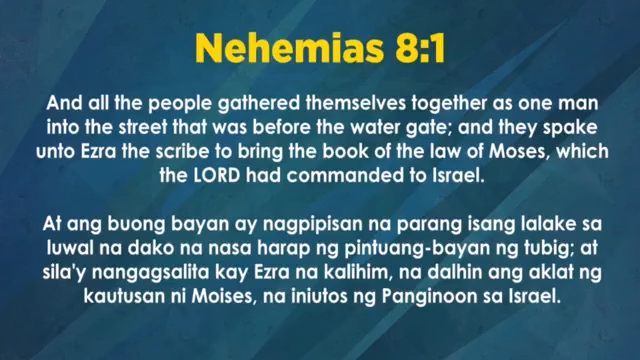 Nehemias 8:1
And all the people gathered themselves together as one man
into the street that was before the water gate; and they spake
unto Ezra the scribe to bring the book of the law of Moses, which
the LORD had commanded to Israel.
At ang buong bayan ay nagpipisan na parang isang lalake sa
luwal na dako na nasa harap ng pintuang-bayan ng tubig; at
sila'y nangagsalita kay Ezra na kalihim, na dalhin ang aklat ng
kautusan ni Moises, na iniutos ng Panginoon sa Israel.